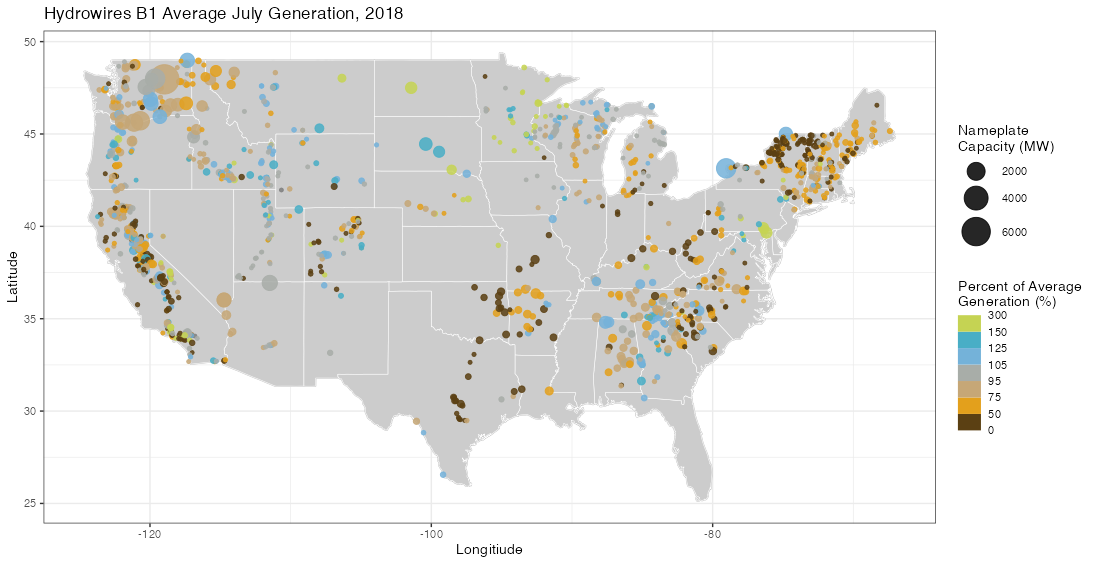 Hydrowires B1 Average July Generation, 2018
50
45
40
35
30
25
Latitude
-120
-100
-80
Longitiude
Nameplate
Capacity (MW)
2000
4000
6000
Percent of Average
Generation (%)
300
150
125
105
95
75
50
0